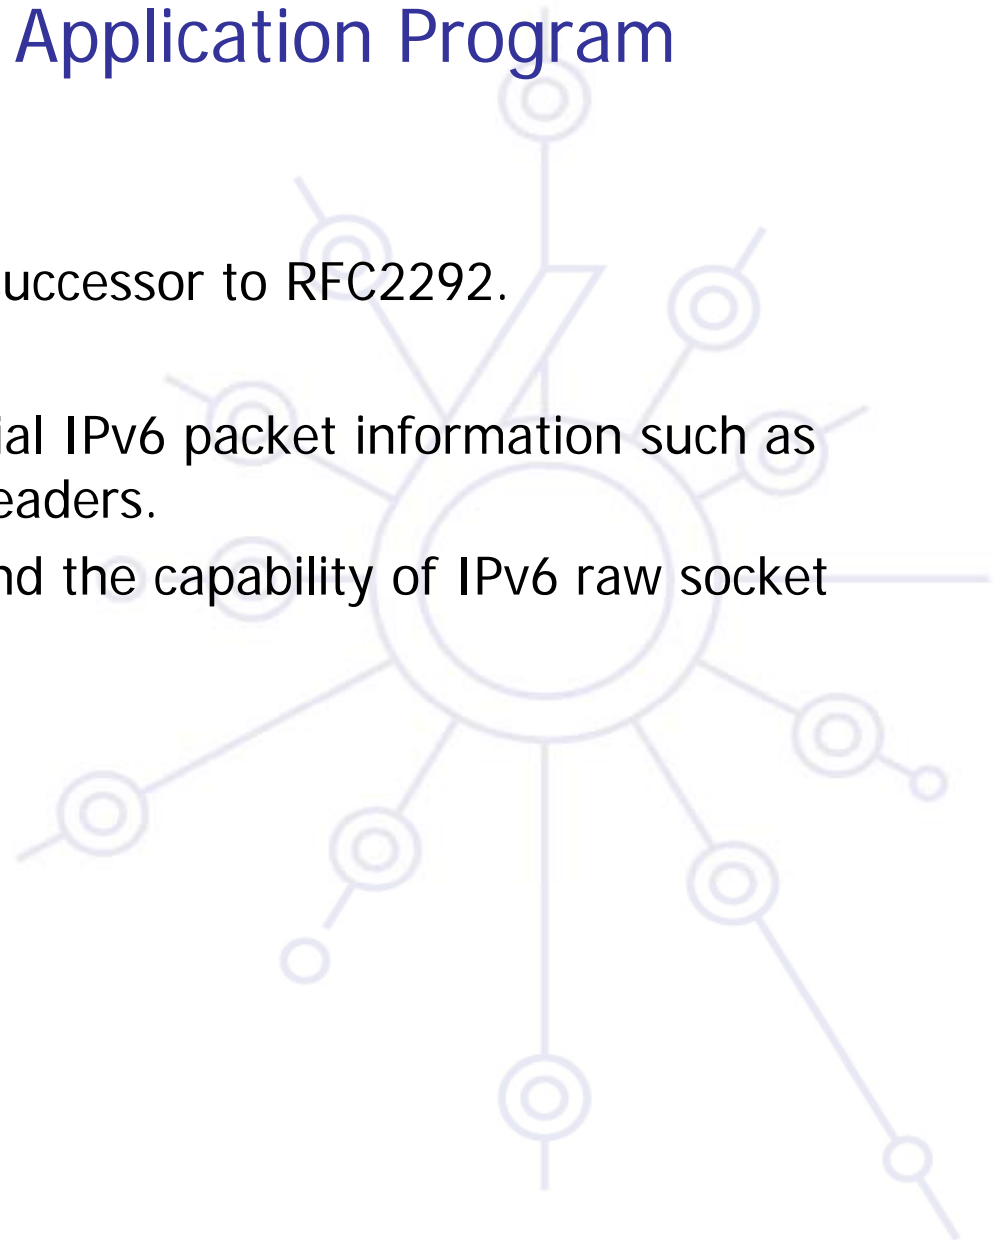 Application Program
uccessor to RFC2292.
ial IPv6 packet information such as
eaders.
nd the capability of IPv6 raw socket